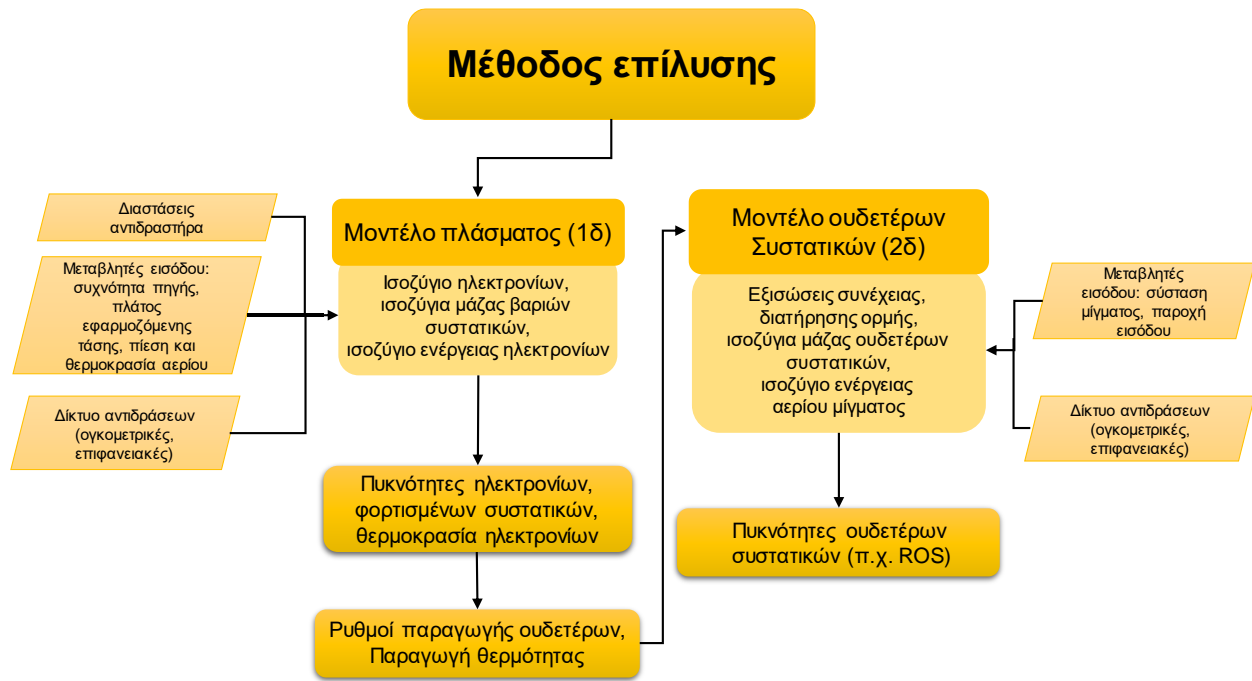 Μέθοδος επίλυσης
Διαστάσεις
αντιδραστήρα
Μεταβλητές εισόδου:
συχνότητα πηγής,
πλάτος
εφαρμοζόμενης
τάσης, πίεση και
θερμοκρασία αερίου
Δίκτυο αντιδράσεων
(ογκομετρικές,
επιφανειακές)
Μοντέλο πλάσματος (1δ)
Ισοζύγιο ηλεκτρονίων,
ισοζύγια μάζας βαριών
συστατικών,
ισοζύγιο ενέργειας ηλεκτρονίων
Πυκνότητες ηλεκτρονίων,
φορτισμένων συστατικών,
θερμοκρασία ηλεκτρονίων
Ρυθμοί παραγωγής ουδετέρων,
Παραγωγή θερμότητας
Μοντέλο ουδετέρων
Συστατικών (2δ)
Εξισώσεις συνέχειας,
διατήρησης ορμής,
ισοζύγια μάζας ουδετέρων
συστατικών,
ισοζύγιο ενέργειας
αερίου μίγματος
Πυκνότητες ουδετέρων
συστατικών (π.χ. ROS)
Μεταβλητές
εισόδου: σύσταση
μίγματος, παροχή
εισόδου
Δίκτυο αντιδράσεων
(ογκομετρικές,
επιφανειακές)